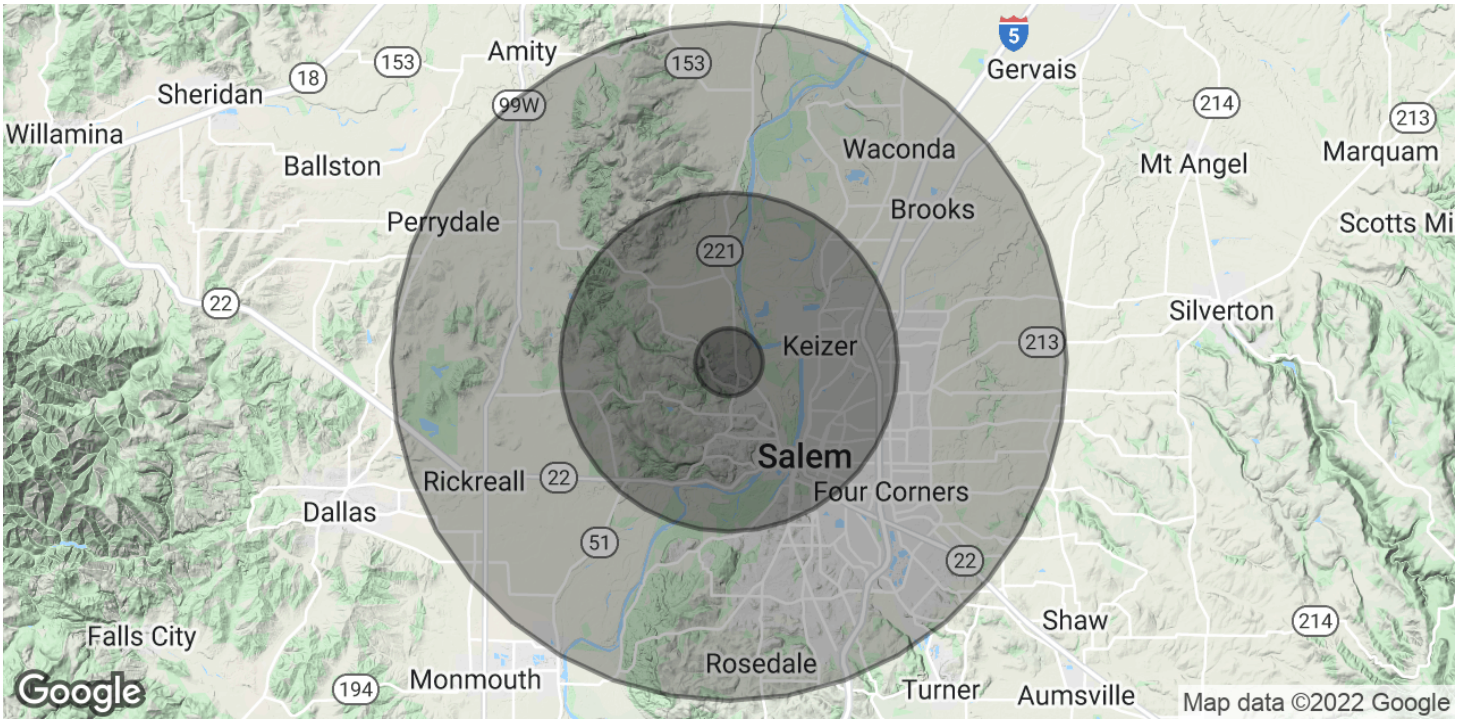 Amity
153
5
153
18
Gervais
Sheridan
99W
214
213
Willamina
Waconda
Marquam
Ballston
Mt Angel
Brooks
Perrydale
Scotts Mi
221
22
Silverton
Keizer
213
Salem
Rickreall
22
Four Corners
Dallas
51
22
Shaw
214
Falls City
Rosedale
Monmouth
194
Turner
Aumsville
Google
Map data ©2022 Google